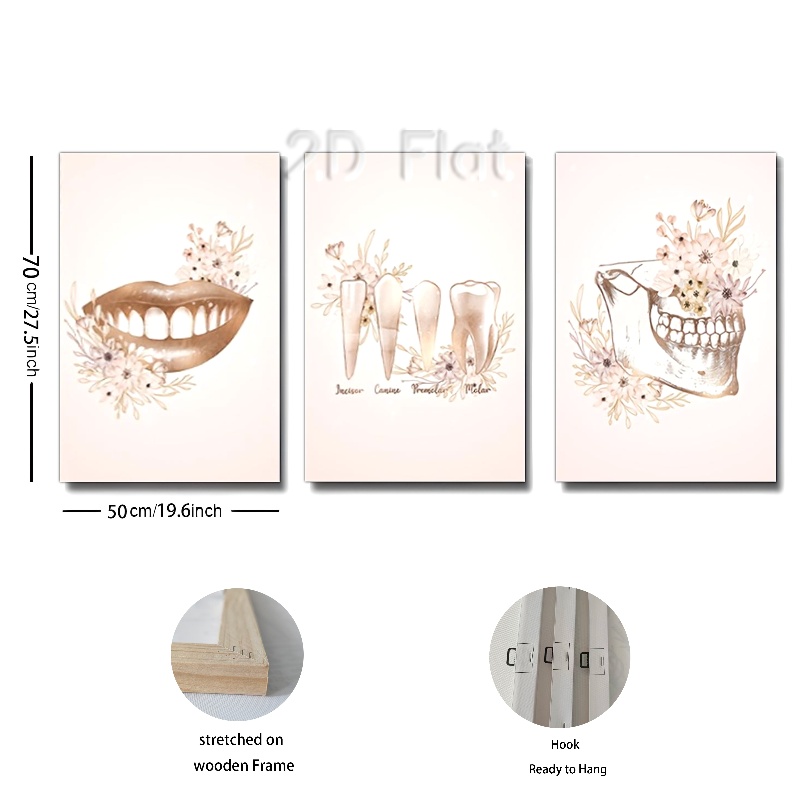 2D Flat
70 cm/27.5inch
Incisor Canine Premolar Molar
50 cm/19.6inch
stretched on
wooden Frame
Hook
Ready to Hang